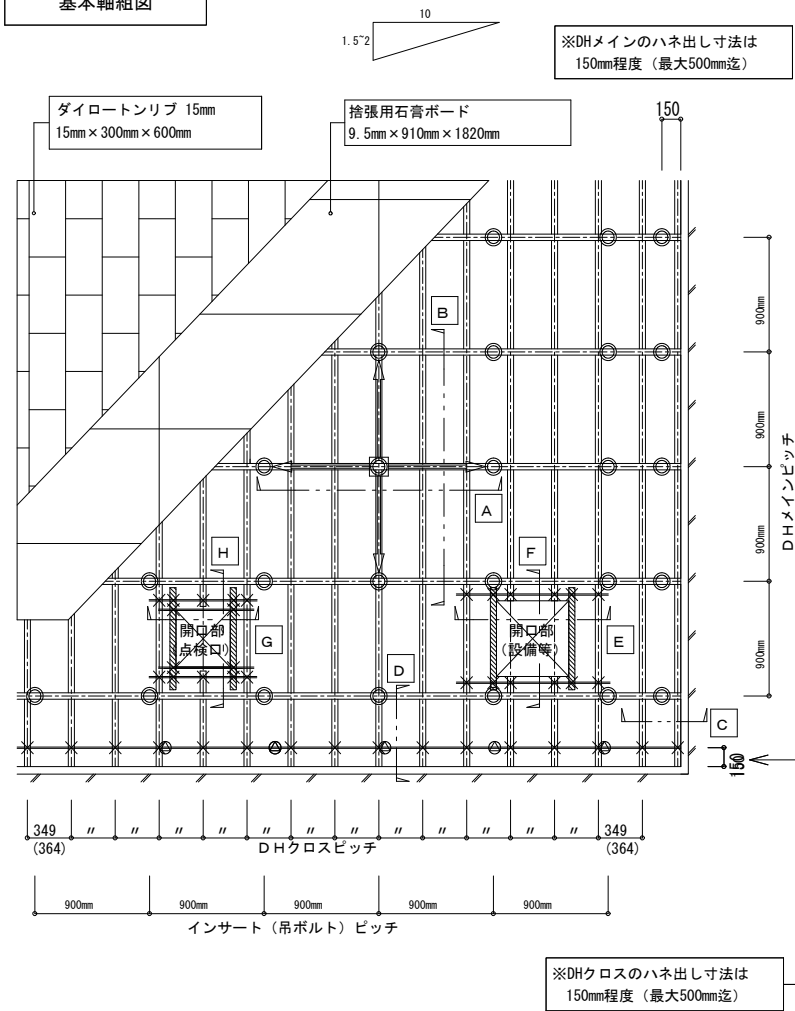 基本軸組図
10
1.5~2
※DHメインのハネ出し寸法は
150mm程度（最大500mm迄）
ダイロートンリブ 15mm
15mm×300mm×600mm
捨張用石膏ボード
9.5mm×910mm×1820mm
150
B
900mm
900mm
A
DHメインピッチ
H
F
900mm
開口部
点検口）
G
開口部
（設備等）
E
D
900mm
C
150
349
〃
〃
〃
〃
〃
〃
〃
〃
〃
〃
〃
〃
349
(364)
DHクロスピッチ
(364)
900mm
900mm
900mm
900mm
900mm
インサート（吊ボルト）ピッチ
※DHクロスのハネ出し寸法は
150mm程度（最大500mm迄）